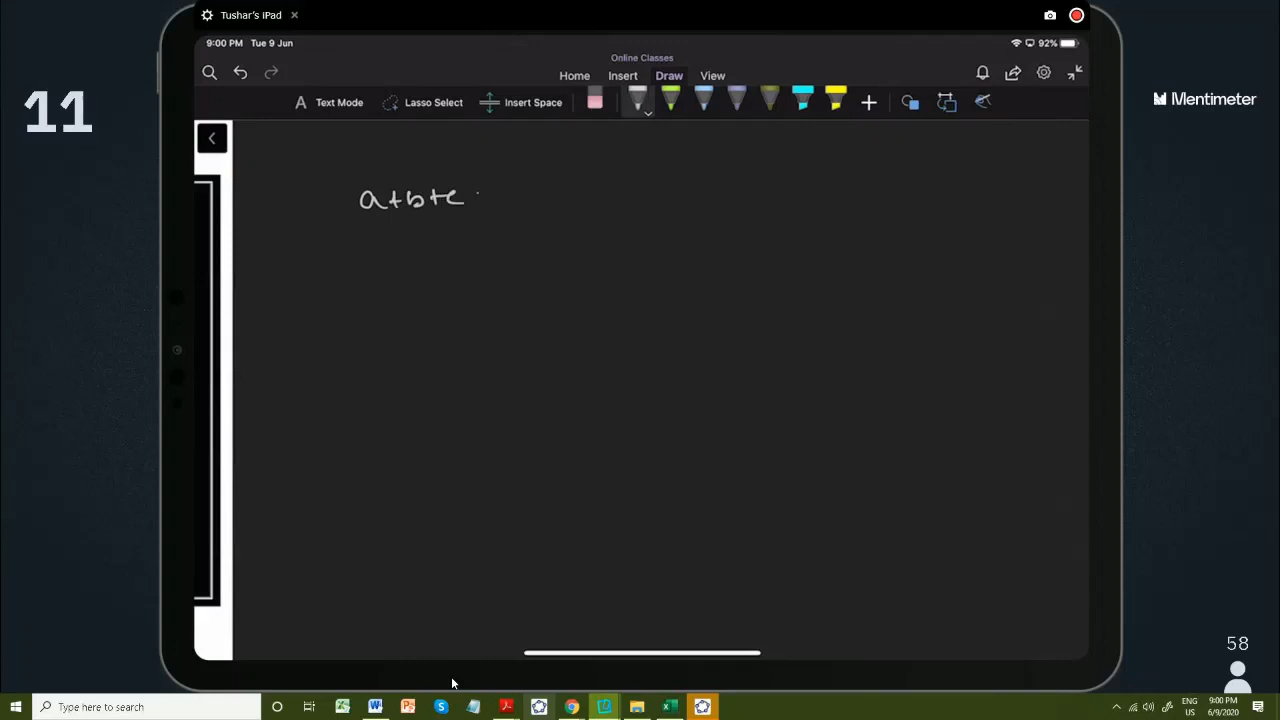 Tushar's iPad
11
9:00 PM Tue 9 Jun
92%
Online Classes
Home Insert Draw View
Text Mode Lasso Select Insert Space
Mentimeter
a+b+c
58
Type here to search
ENG
US
9:00 PM
6/9/2020